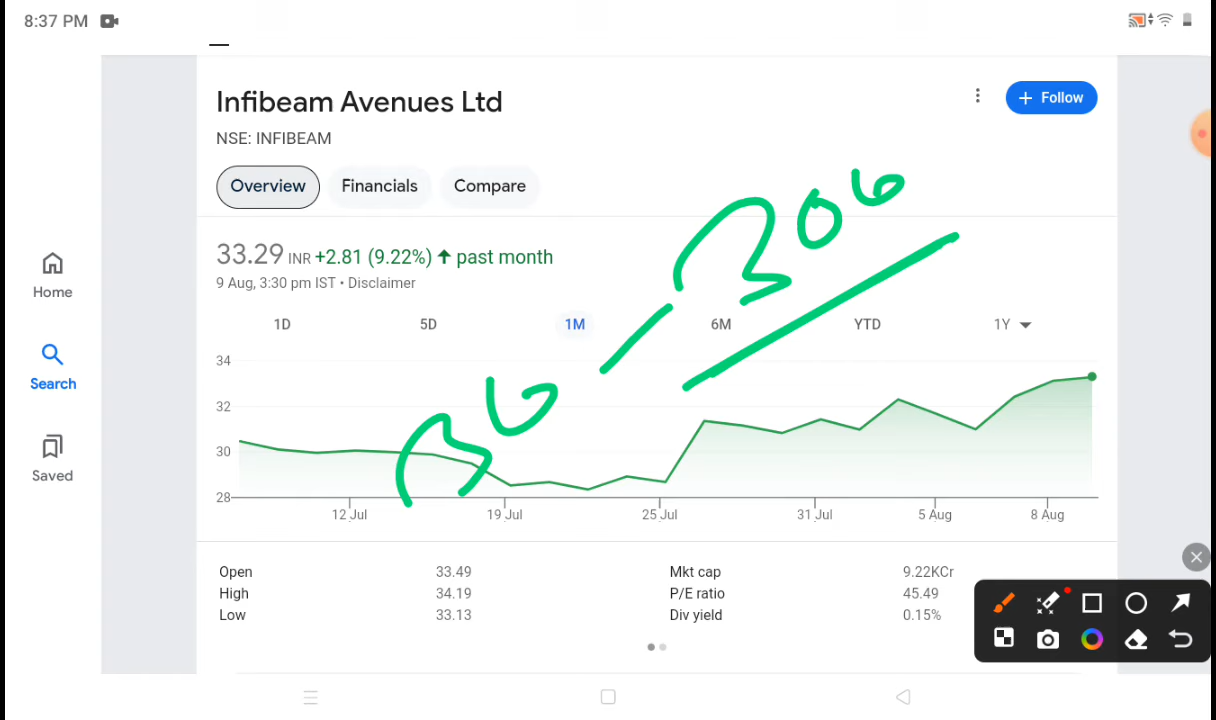 8:37 PM
Infibeam Avenues Ltd
+ Follow
NSE: INFIBEAM
Overview Financials Compare
33.29 INR +2.81 (9.22%) ↑ past month
9 Aug, 3:30 pm IST • Disclaimer
1D 5D 1M 6M YTD 1Y
34
32
30
28
12 Jul 19 Jul 25 Jul 31 Jul 5 Aug 8 Aug
Open 33.49 Mkt cap 9.22KCr
High 34.19 P/E ratio 45.49
Low 33.13 Div yield 0.15%
Home
Search
Saved